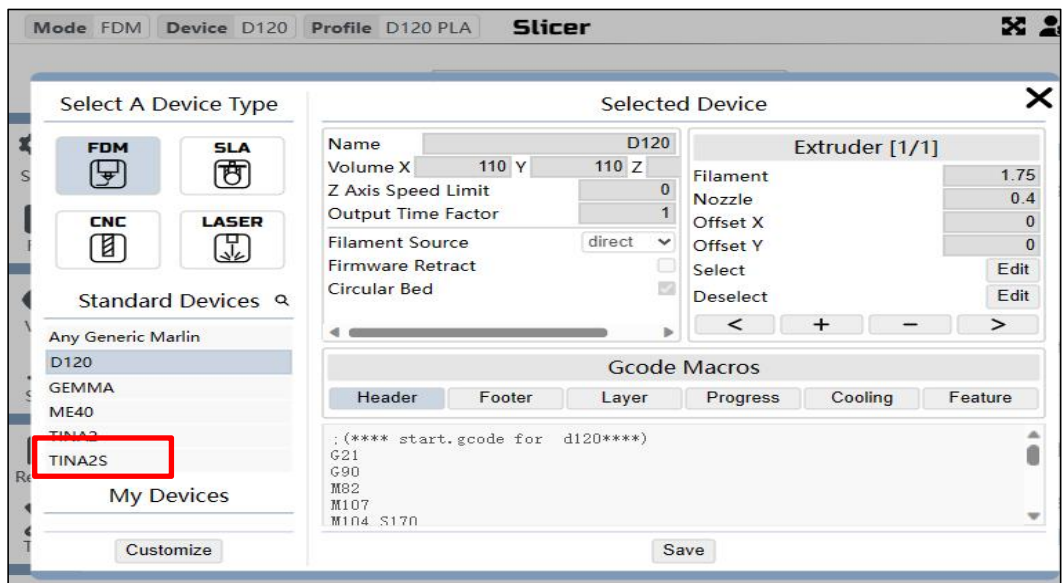 Mode FDM Device D120 Profile D120 PLA Slicer
Select A Device Type
FDM SLA
CNC LASER
Standard Devices
Any Generic Marlin
D120
GEMMA
ME40
TINA2
TINA2S
My Devices
Customize
Selected Device
Name D120
Volume X 110 Y 110 Z
Z Axis Speed Limit 0
Output Time Factor 1
Filament Source direct
Firmware Retract
Circular Bed
Extruder [1/1]
Filament 1.75
Nozzle 0.4
Offset X 0
Offset Y 0
Select Edit
Deselect Edit
< + − >
Gcode Macros
Header Footer Layer Progress Cooling Feature
;(**** start.gcode for d120****)
G21
G90
M82
M107
M104 S170
Save